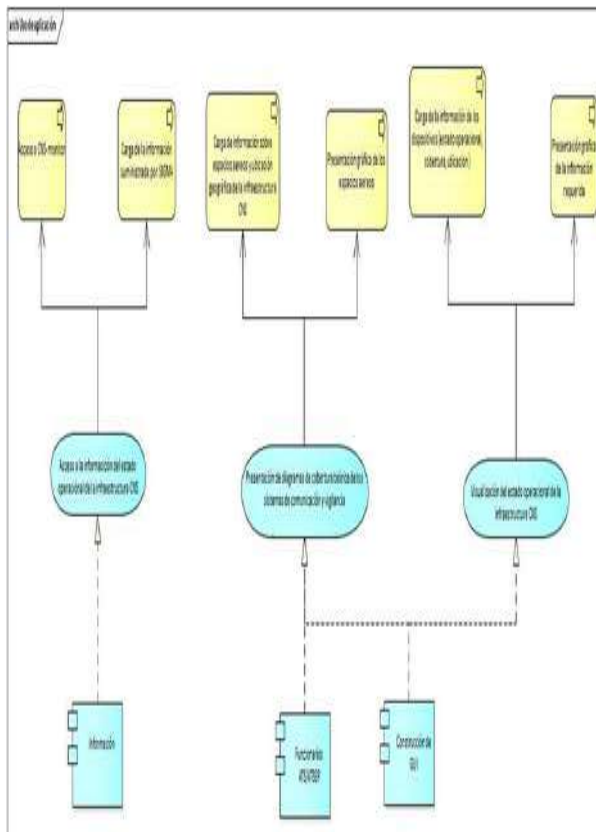 Acceso a CNS-monitor
Carga de la información
suministrada por SIGMA
Carga de información sobre
espacios aereos y ubicación
geográfica de la infraestructura
CNS
Presentación gráfica de los
espacios aereos
Carga de la información de los
dispositivos (estado operacional,
cobertura, ubicación )
Presentación gráfica
de la información
requerida
Acceso a la información del estado
operacional de la infraestructura CNS
Presentación de diagramas de cobertura teórica de los
sistemas de comunicación y vigilancia
Visualización del estado operacional de la
infraestructura CNS
Información
Funcionarios
Construcción de
GUI